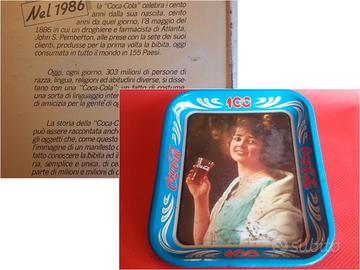 Nel 1986
la "Coca-Cola" celebra i cento
anni dalla sua nascita, cento
anni da quel giorno, l'8 maggio del
1886 in cui un droghiere e farmacista di Atlanta,
John S. Pemberton, alle prese con la sete dei suoi
clienti, produsse per la prima volta la bibita, oggi
consumata in tutto il mondo in 155 Paesi.
Oggi, ogni giorno, 303 milioni di persone di
razza, lingua, religioni ed abitudini diverse, si disse-
tano con una "Coca-Cola": un fatto di costume
una sorta di linguaggio inter
di amicizia per la gente di og
La storia della "Coca-C
può essere raccontata anch
gli oggetti che, come questo
l'immagine di un manifesto o
fatto conoscere la bibita ed il
ria, semplice e unica, di ce
parte di milioni e milioni di
100
Coca-Cola
Coca-Cola
100
subito